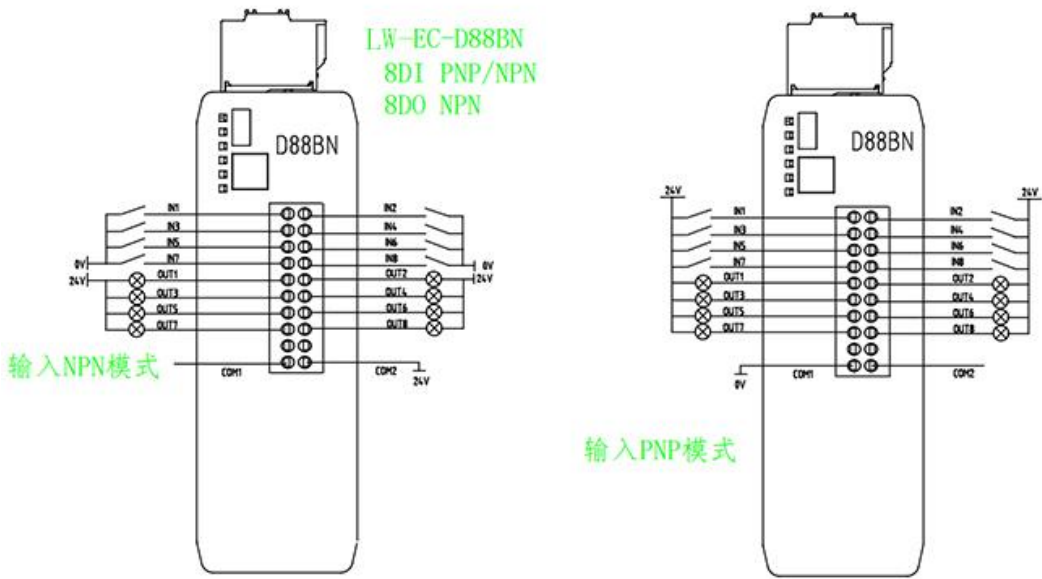 LW-EC-D88BN
8DI PNP/NPN
8DO NPN
D88BN
IN1 IN2
IN3 IN4
IN5 IN6
IN7 IN8
0V 0V
OUT1 OUT2
24V 24V
OUT3 OUT4
OUT5 OUT6
OUT7 OUT8
输入NPN模式
COM1 COM2
24V
D88BN
24V 24V
IN1 IN2
IN3 IN4
IN5 IN6
IN7 IN8
OUT1 OUT2
OUT3 OUT4
OUT5 OUT6
OUT7 OUT8
COM1 COM2
0V
输入PNP模式